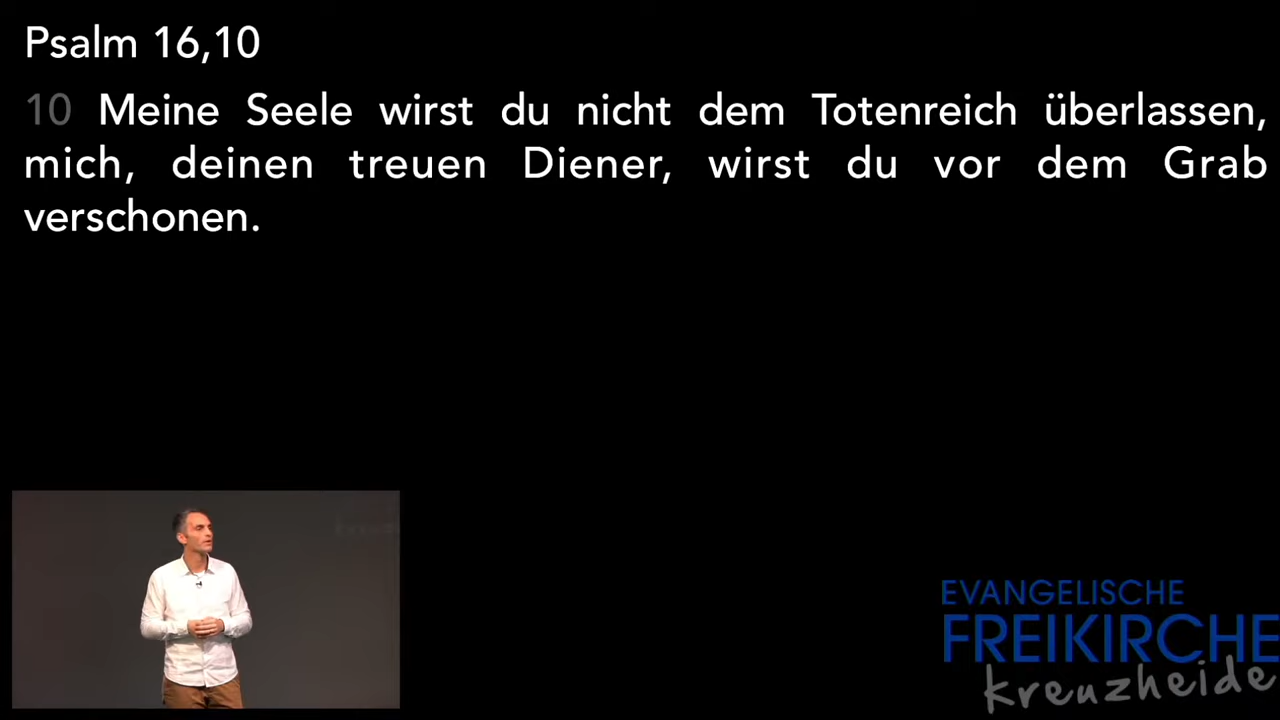 Psalm 16,10
10 Meine Seele wirst du nicht dem Totenreich überlassen,
mich, deinen treuen Diener, wirst du vor dem Grab
verschonen.
EVANGELISCHE
FREIKIRCHE
kreuzheide